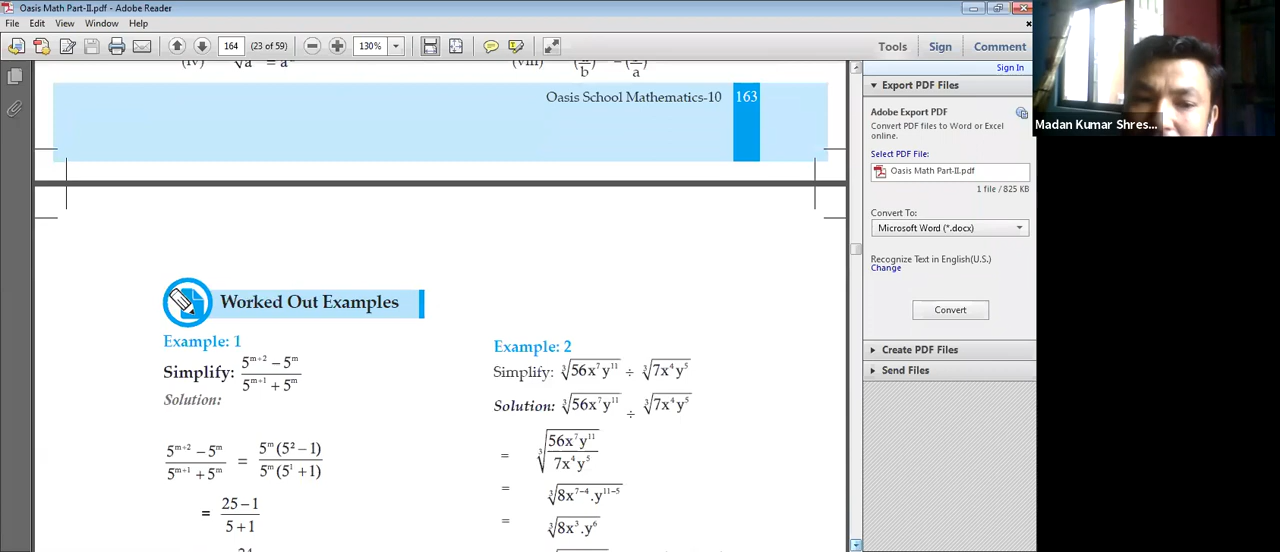 Oasis Math Part-II.pdf - Adobe Reader
File Edit View Window Help
164 (23 of 59) 130% Tools Sign Comment
Sign In
Export PDF Files
Adobe Export PDF
Convert PDF files to Word or Excel
online.
Select PDF File:
Oasis Math Part-II.pdf
1 file / 825 KB
Convert To:
Microsoft Word (*.docx)
Recognize Text in English(U.S.)
Change
Convert
Create PDF Files
Send Files
Madan Kumar Shres...
Oasis School Mathematics-10 163
Worked Out Examples
Example: 1
Simplify: (5^{m+2} − 5^m)/(5^{m+1} + 5^m)
Solution:
(5^{m+2} − 5^m)/(5^{m+1} + 5^m) = 5^m(5² − 1)/5^m(5¹ + 1)
= (25 − 1)/(5 + 1)
Example: 2
Simplify: ∛(56x⁷y¹¹) ÷ ∛(7x⁴y⁵)
Solution: ∛(56x⁷y¹¹) ÷ ∛(7x⁴y⁵)
= ∛(56x⁷y¹¹/7x⁴y⁵)
= ∛(8x^{7−4}.y^{11−5})
= ∛(8x³.y⁶)